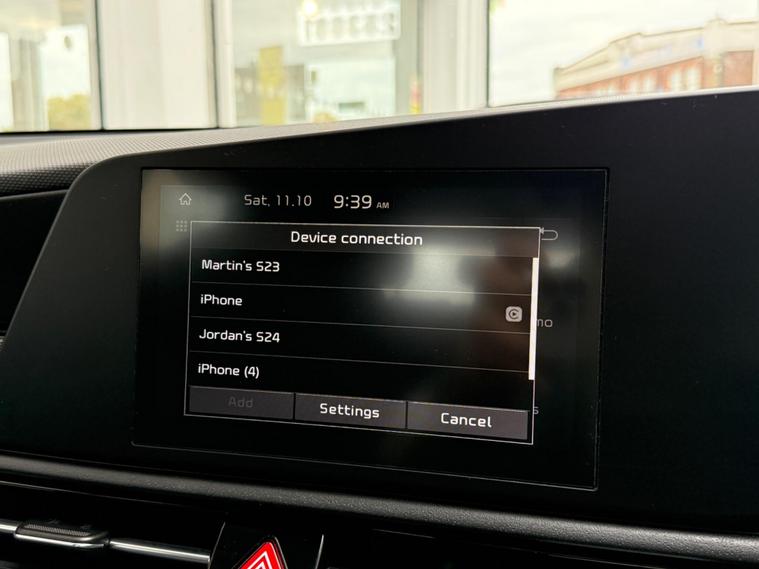 Sat, 11.10 9:39 AM
Device connection
Martin's S23
iPhone
Jordan's S24
iPhone (4)
Add Settings Cancel